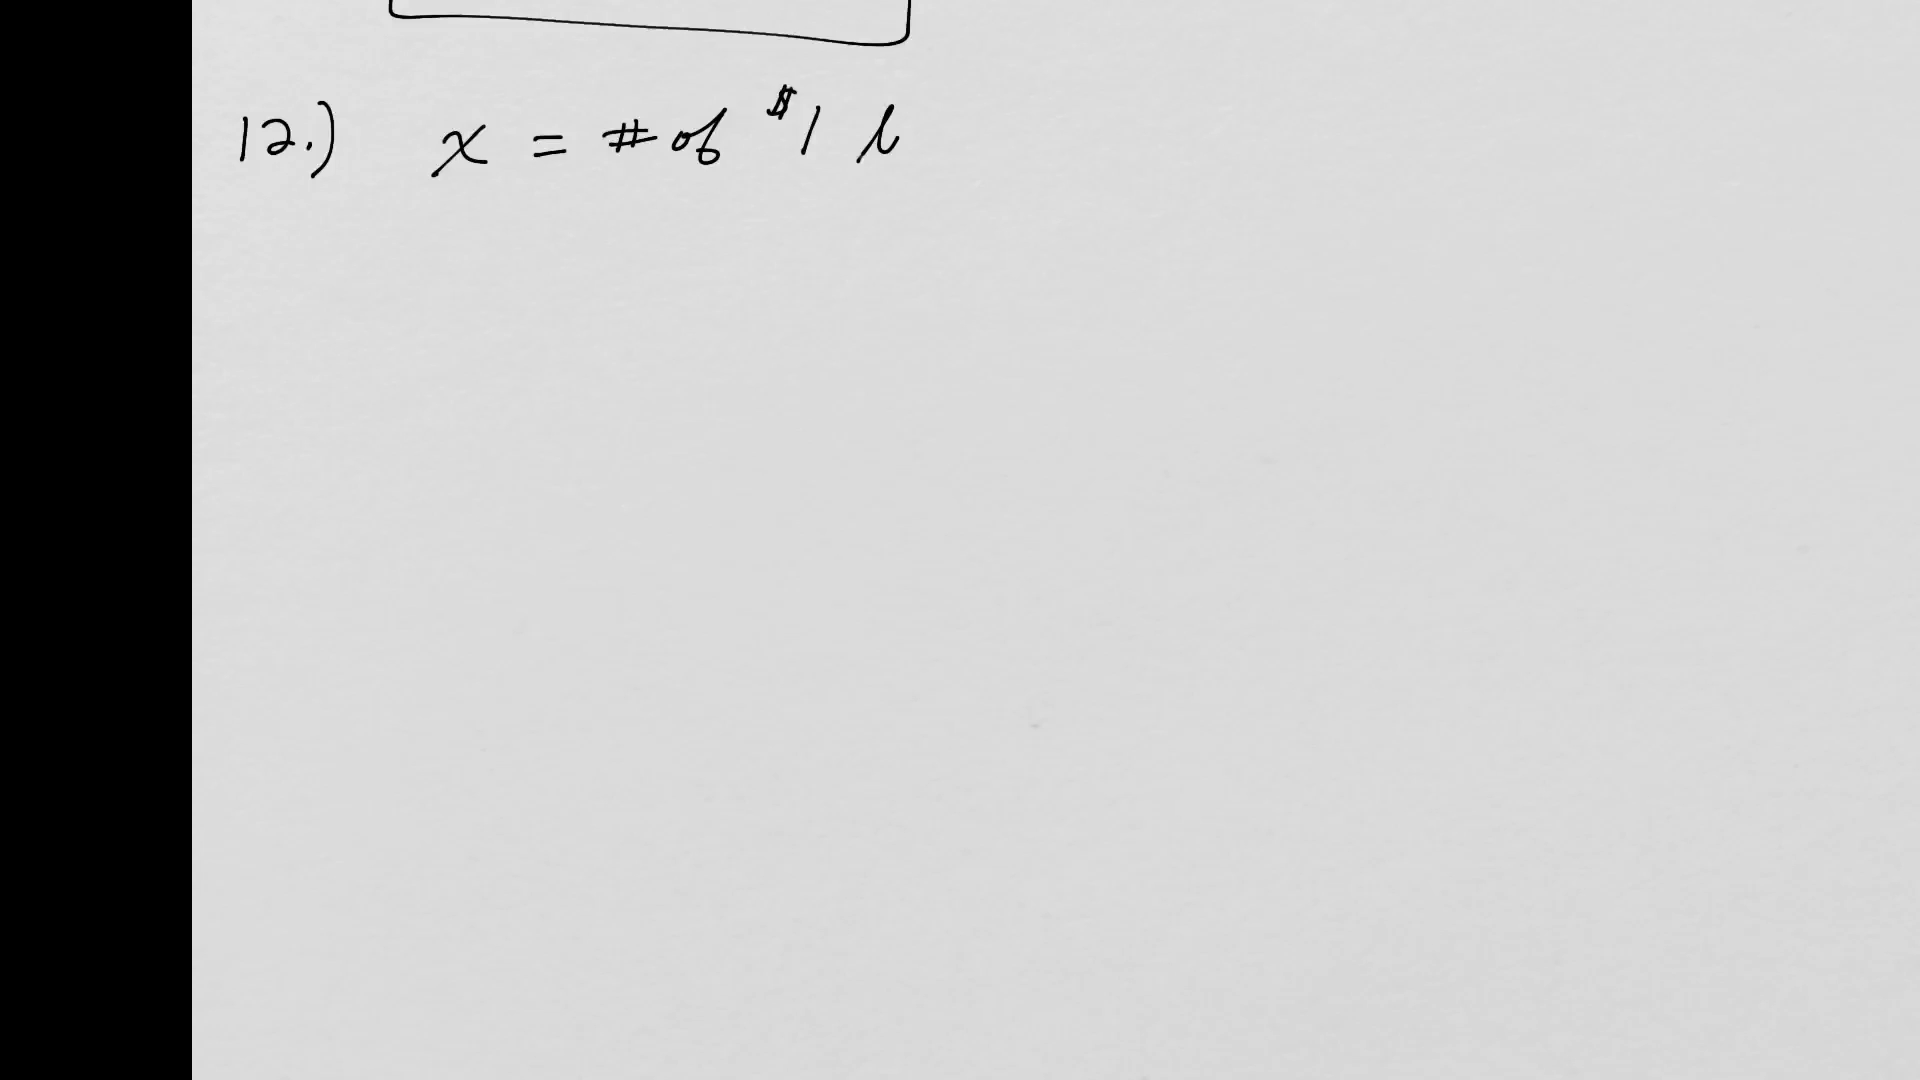 12.) x = # of $1 b